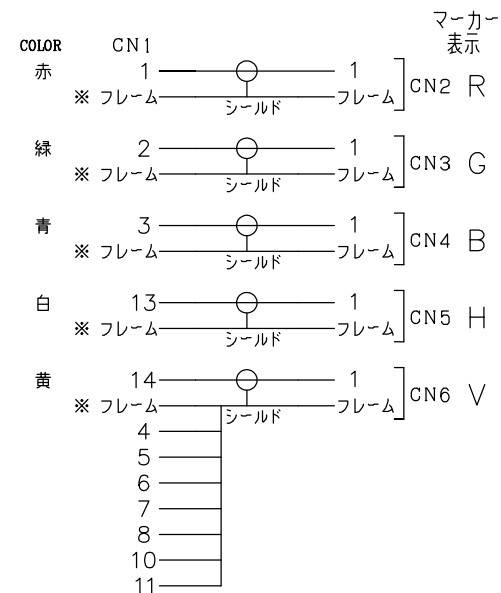 マーカー
表示
COLOR CN1
赤 1 1
※ フレーム シールド フレーム CN2 R
緑 2 1
※ フレーム シールド フレーム CN3 G
青 3 1
※ フレーム シールド フレーム CN4 B
白 13 1
※ フレーム シールド フレーム CN5 H
黄 14 1
※ フレーム シールド フレーム CN6 V
4
5
6
7
8
10
11